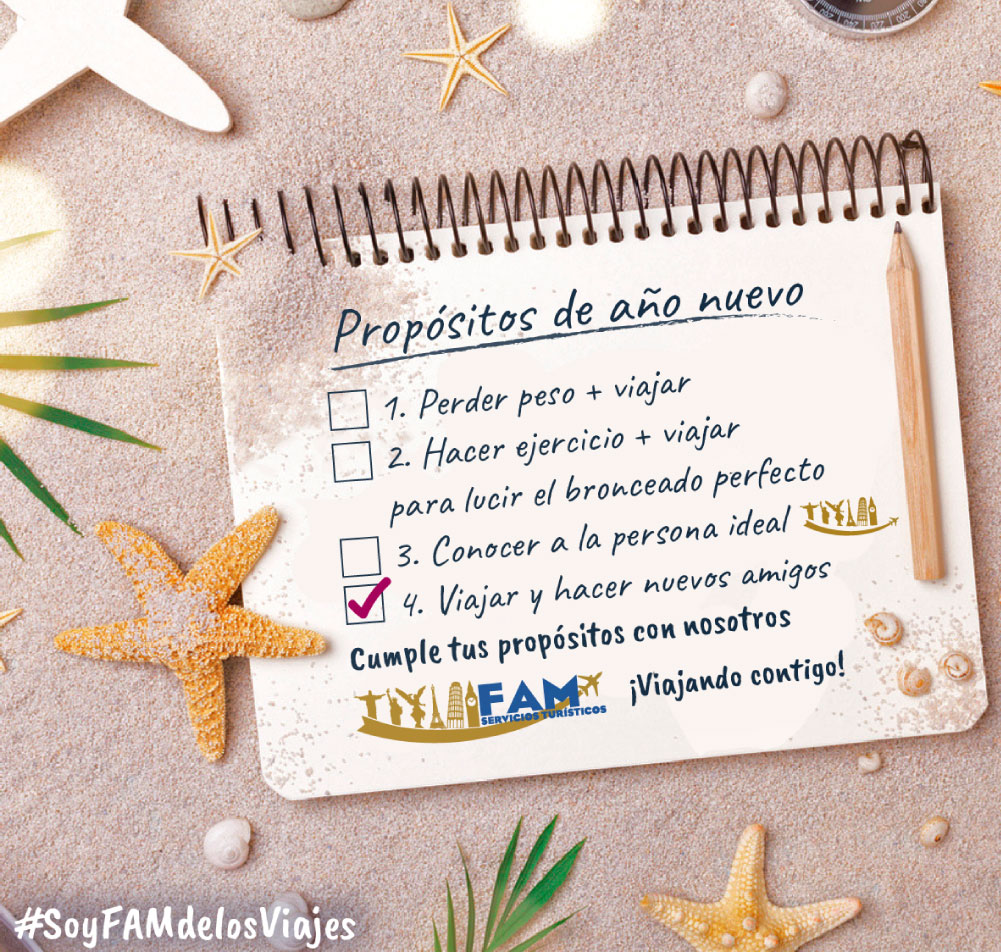 Propósitos de año nuevo
1. Perder peso + viajar
2. Hacer ejercicio + viajar
para lucir el bronceado perfecto
3. Conocer a la persona ideal
4. Viajar y hacer nuevos amigos
Cumple tus propósitos con nosotros
FAM
SERVICIOS TURÍSTICOS
¡Viajando contigo!
#SoyFAMdelosViajes